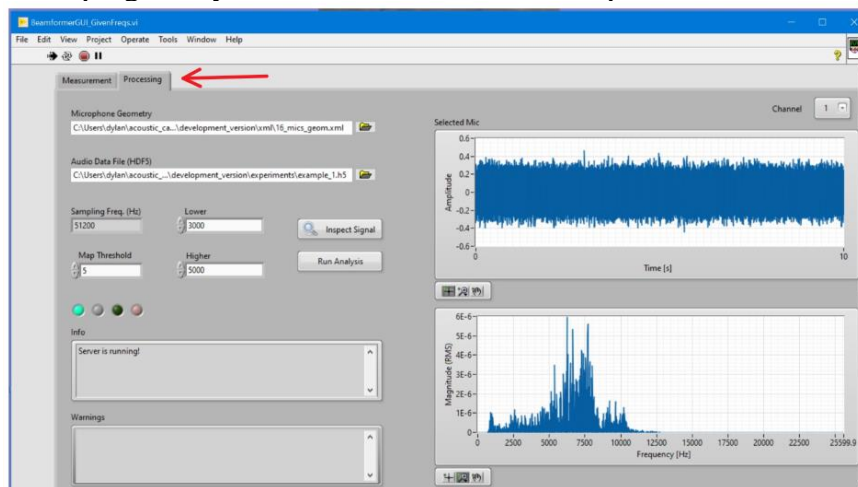 BeamformerGUI_GivenFreqs.vi
File Edit View Project Operate Tools Window Help
Measurement Processing
Microphone Geometry
C:\Users\dylan\acoustic_ca...\development_version\xml\16_mics_geom.xml
Audio Data File (HDF5)
C:\Users\dylan\acoustic_...\development_version\experiments\example_1.h5
Sampling Freq. (Hz) Lower
51200 3000
Inspect Signal
Map Threshold Higher
5 5000
Run Analysis
Info
Server is running!
Warnings
Channel 1
Selected Mic
0.6
0.4
0.2
0
-0.2
-0.4
-0.6
Amplitude
0 10
Time [s]
6E-6
5E-6
4E-6
3E-6
2E-6
1E-6
0
Magnitude (RMS)
0 2500 5000 7500 10000 12500 15000 17500 20000 22500 25599.9
Frequency [Hz]